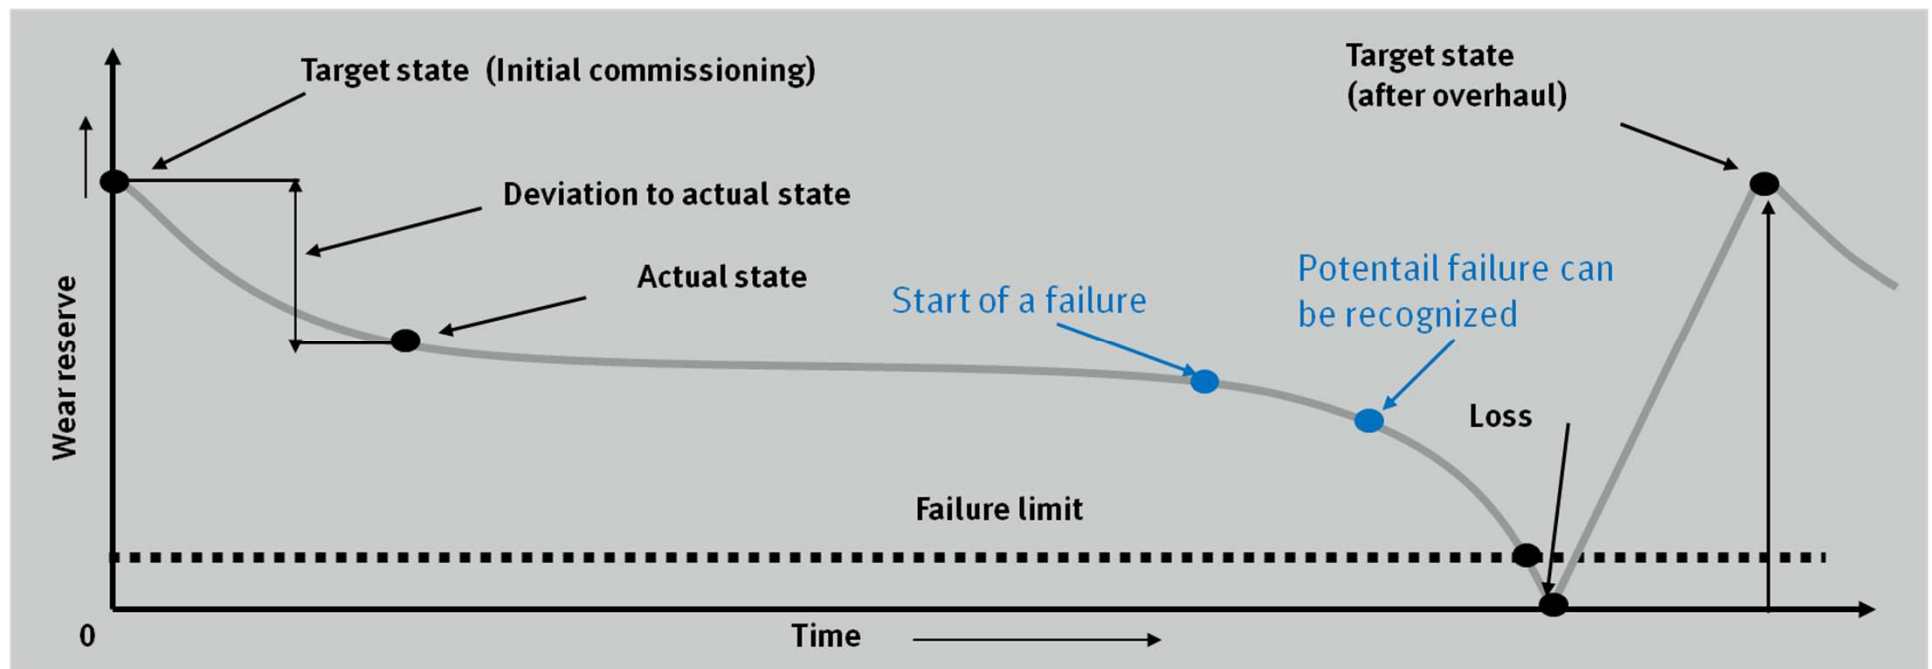 Target state (Initial commissioning)
Target state
(after overhaul)
Deviation to actual state
Actual state
Start of a failure
Potentail failure can
be recognized
Wear reserve
Loss
Failure limit
0
Time